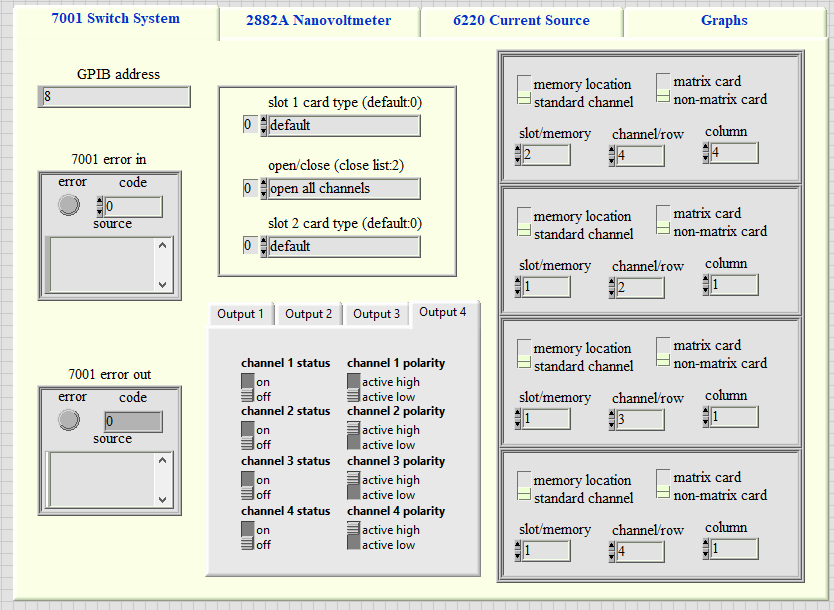 7001 Switch System
2882A Nanovoltmeter
6220 Current Source
Graphs
GPIB address
8
7001 error in
error code
0
source
7001 error out
error code
0
source
slot 1 card type (default:0)
0 default
open/close (close list:2)
0 open all channels
slot 2 card type (default:0)
0 default
Output 1 Output 2 Output 3 Output 4
channel 1 status channel 1 polarity
on active high
off active low
channel 2 status channel 2 polarity
on active high
off active low
channel 3 status channel 3 polarity
on active high
off active low
channel 4 status channel 4 polarity
on active high
off active low
memory location matrix card
standard channel non-matrix card
slot/memory channel/row column
2 4 4
memory location matrix card
standard channel non-matrix card
slot/memory channel/row column
1 2 1
memory location matrix card
standard channel non-matrix card
slot/memory channel/row column
1 3 1
memory location matrix card
standard channel non-matrix card
slot/memory channel/row column
1 4 1